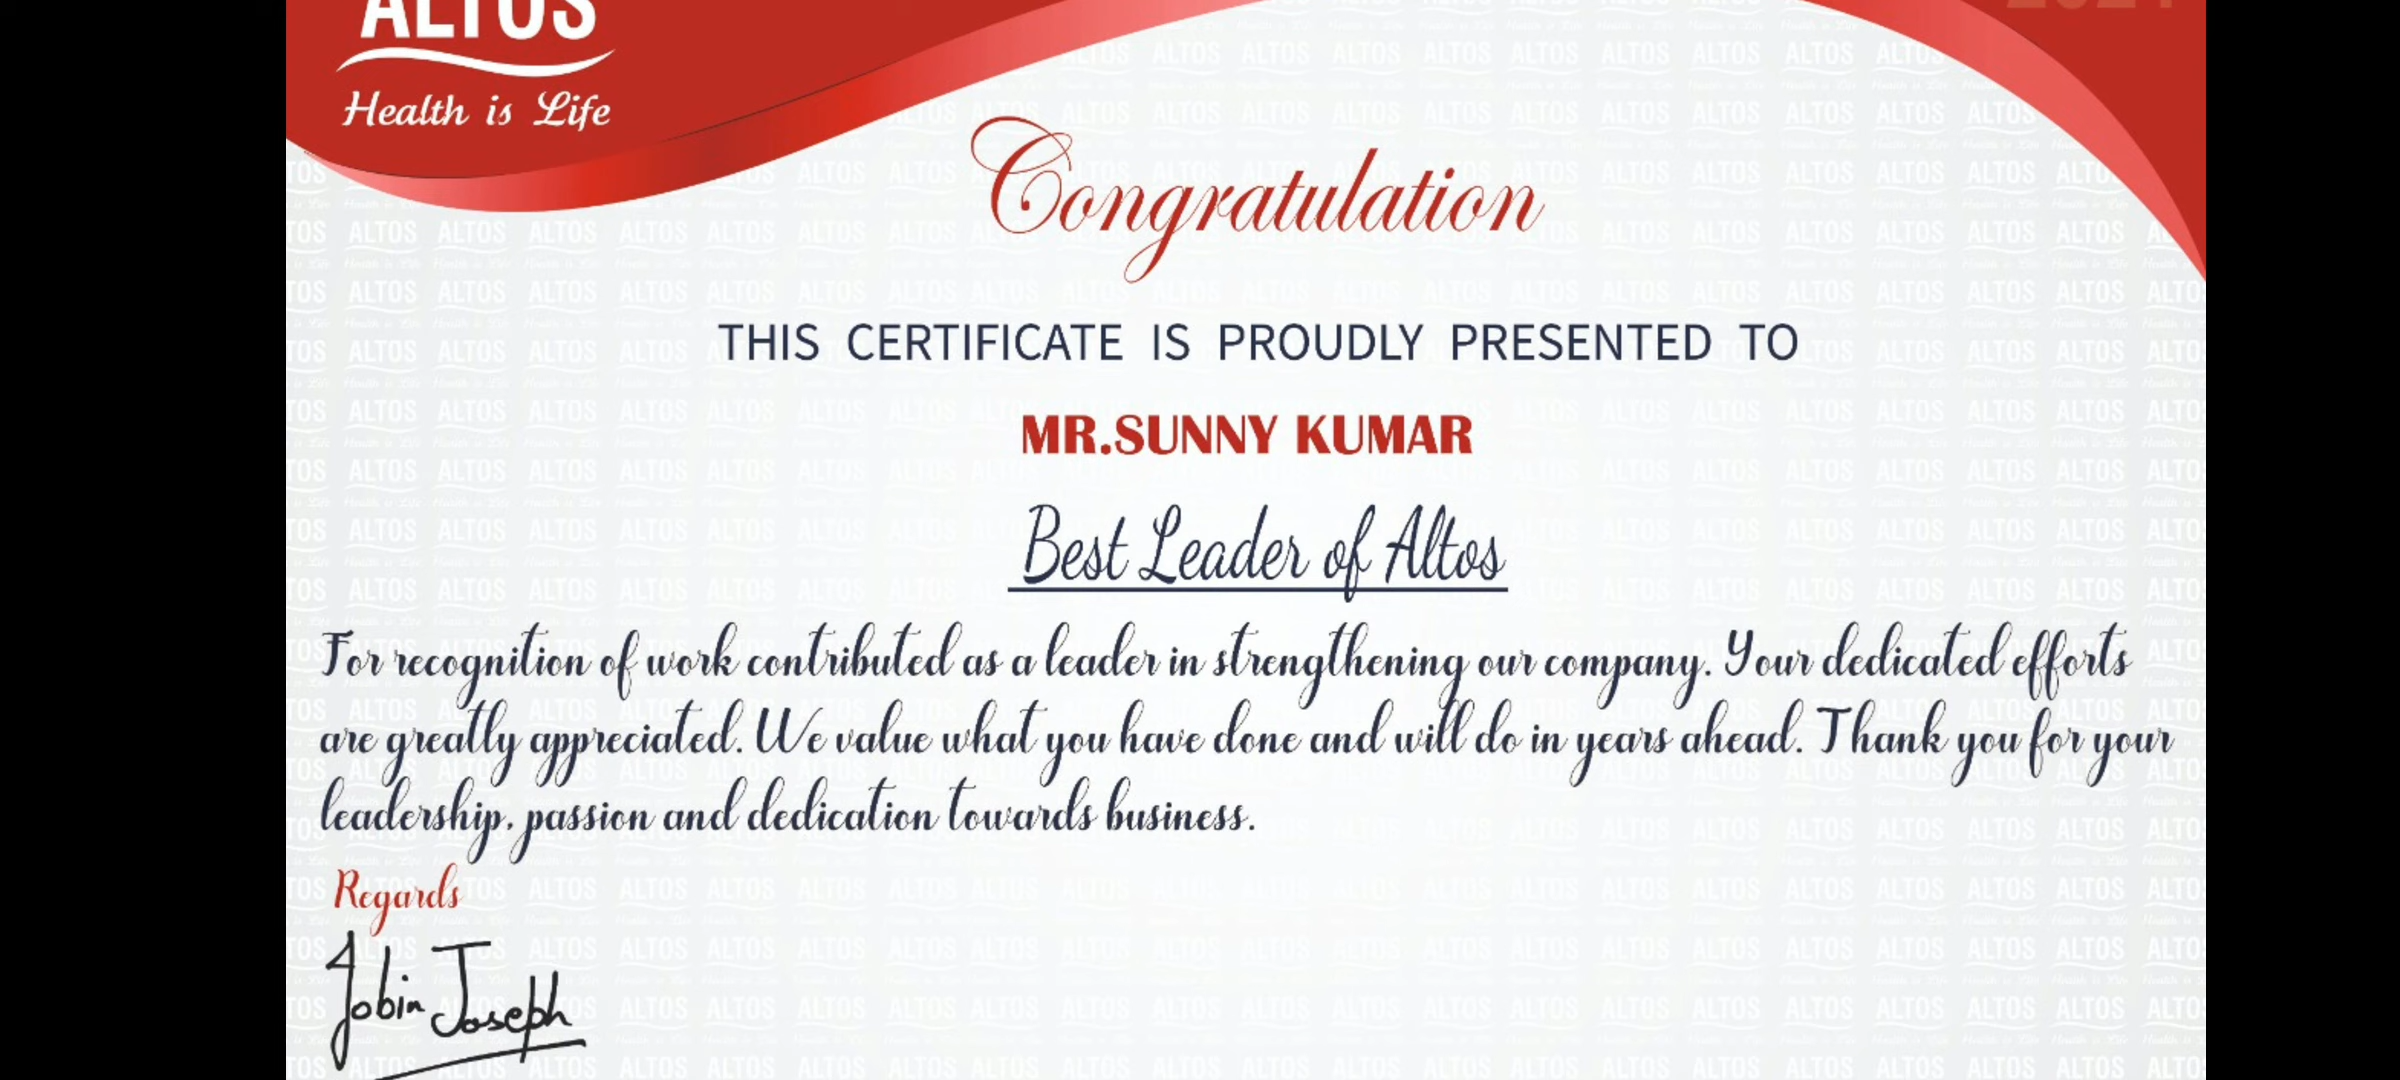 ALTOS
Health is Life
Congratulation
THIS CERTIFICATE IS PROUDLY PRESENTED TO
MR.SUNNY KUMAR
Best Leader of Altos
For recognition of work contributed as a leader in strengthening our company. Your dedicated efforts
are greatly appreciated. We value what you have done and will do in years ahead. Thank you for your
leadership, passion and dedication towards business.
Regards
Jobin Joseph